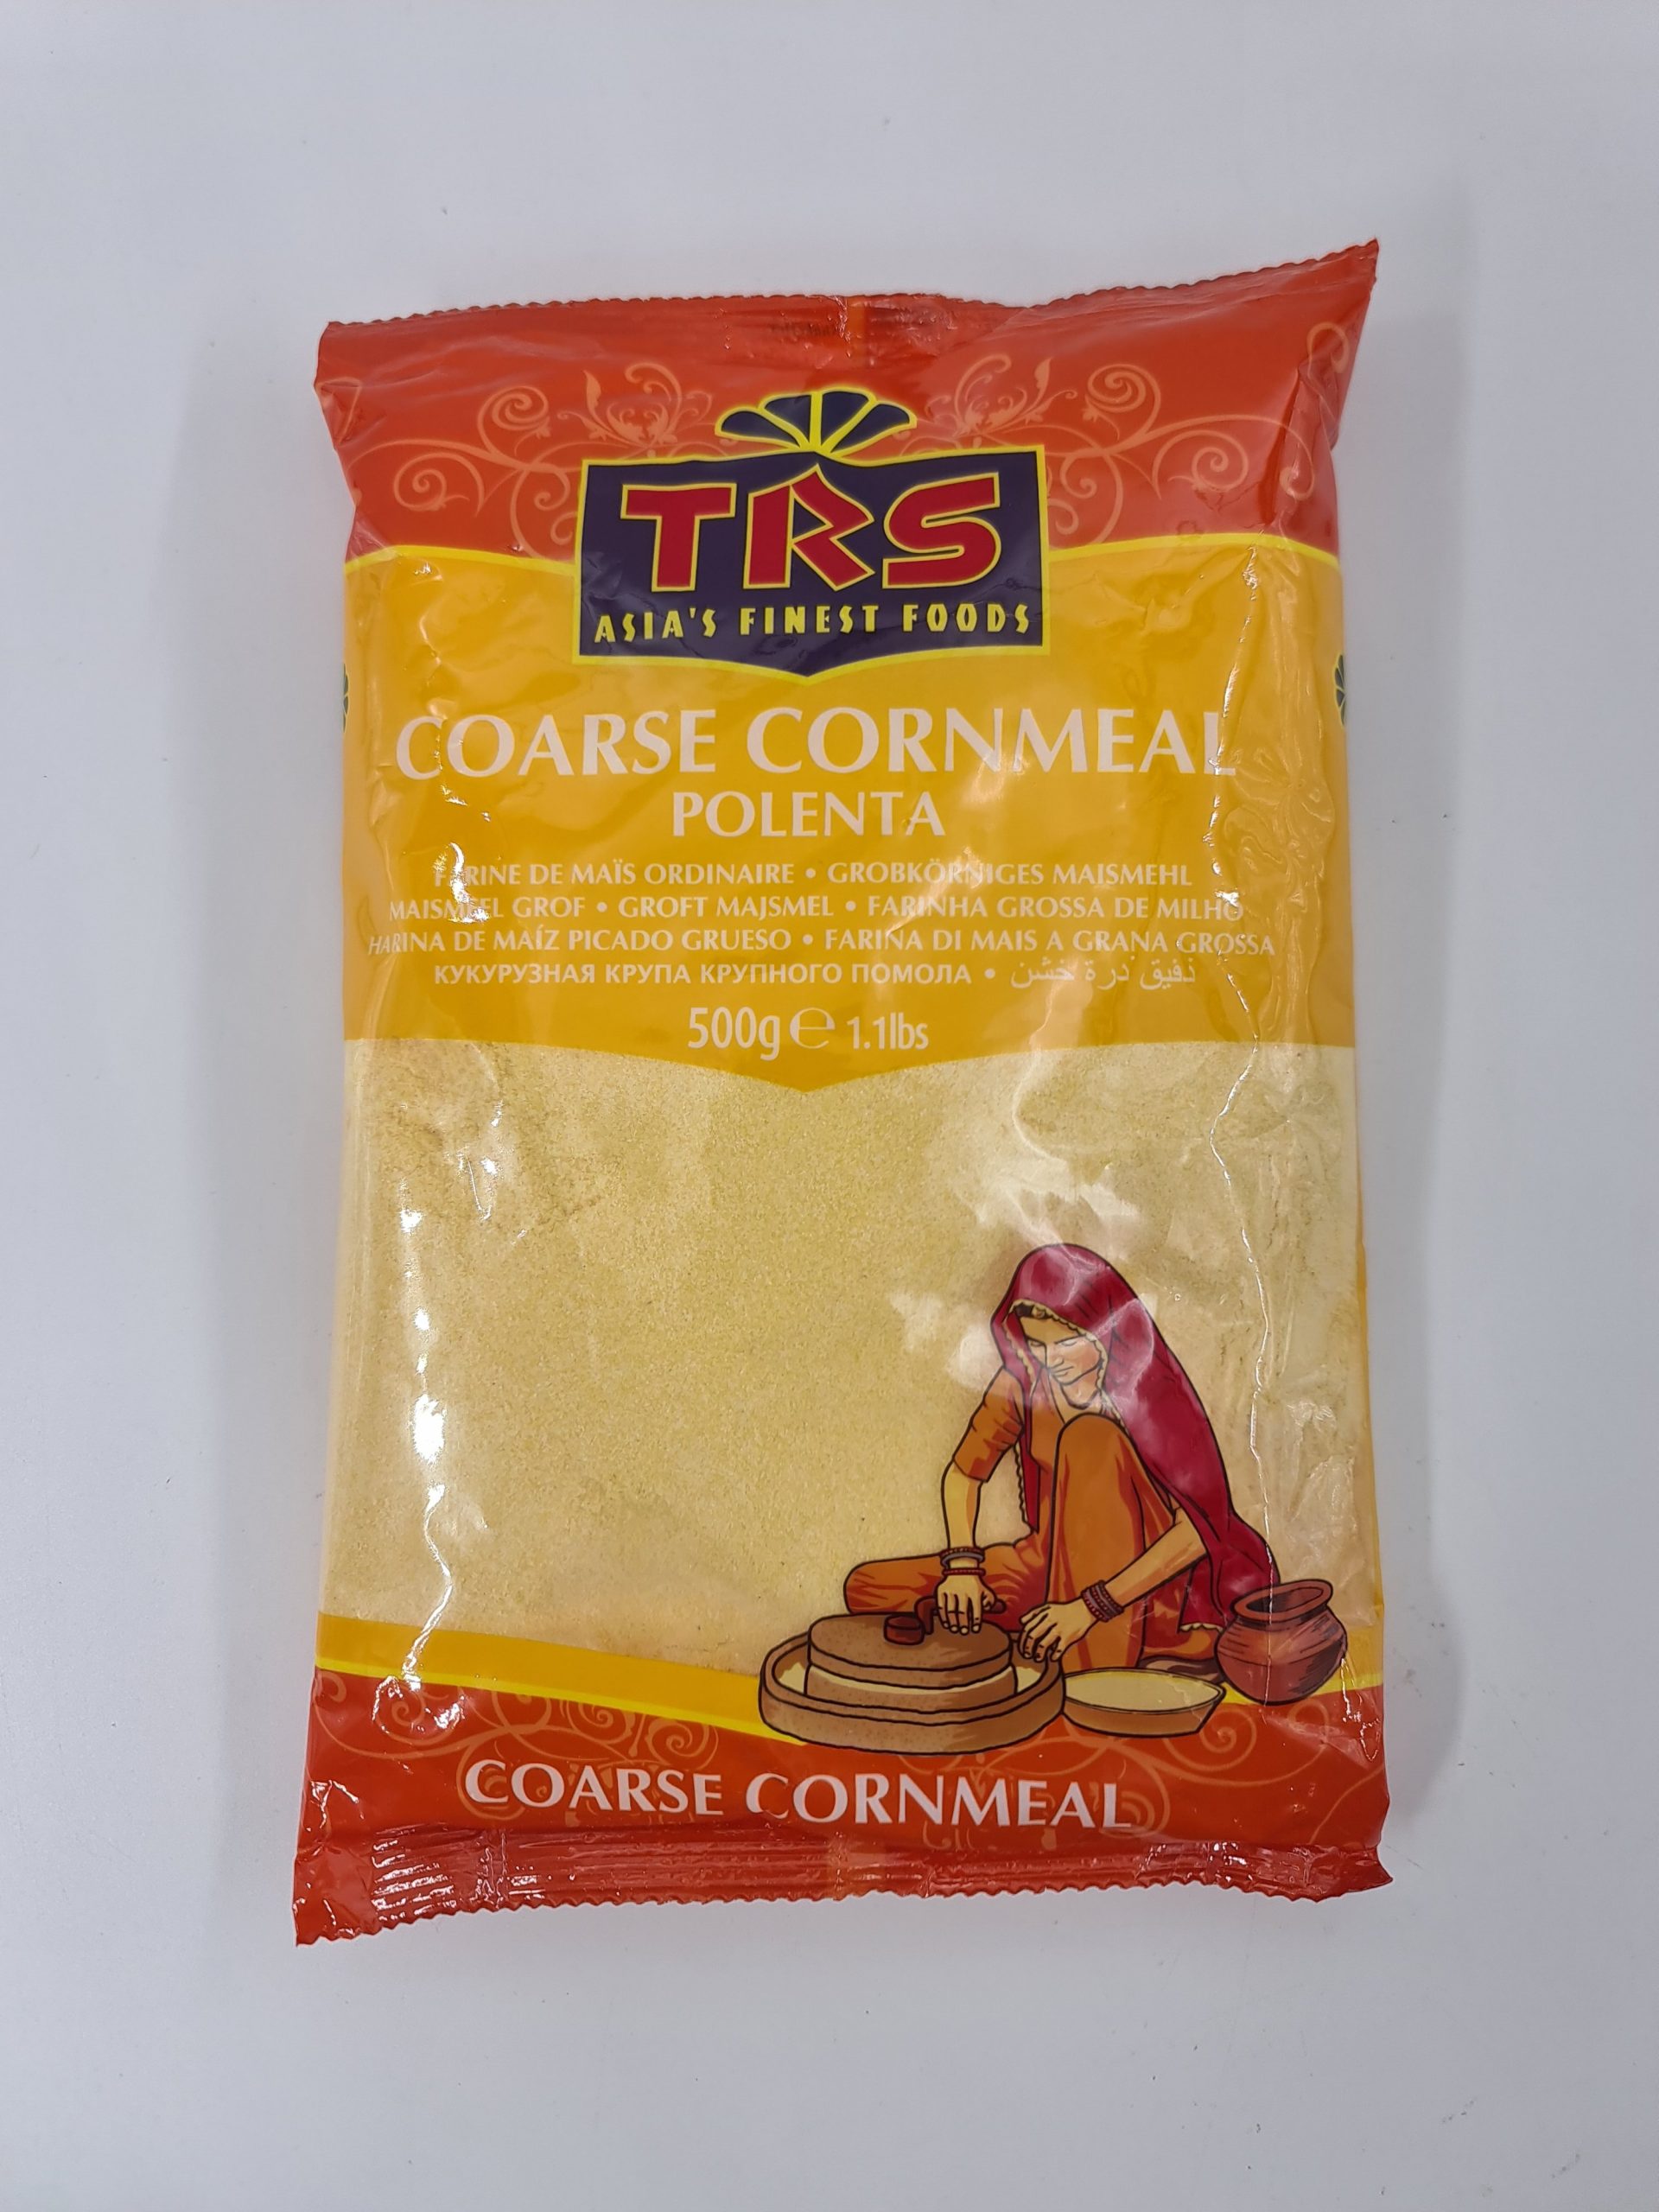 TRS
ASIA'S FINEST FOODS
COARSE CORNMEAL
POLENTA
FARINE DE MAÏS ORDINAIRE • GROBKÖRNIGES MAISMEHL
MAISMEEL GROF • GROFT MAJSMEL • FARINHA GROSSA DE MILHO
HARINA DE MAÍZ PICADO GRUESO • FARINA DI MAIS A GRANA GROSSA
КУКУРУЗНАЯ КРУПА КРУПНОГО ПОМОЛА • دقيق ذرة خشن
500g ℮ 1.1lbs
COARSE CORNMEAL